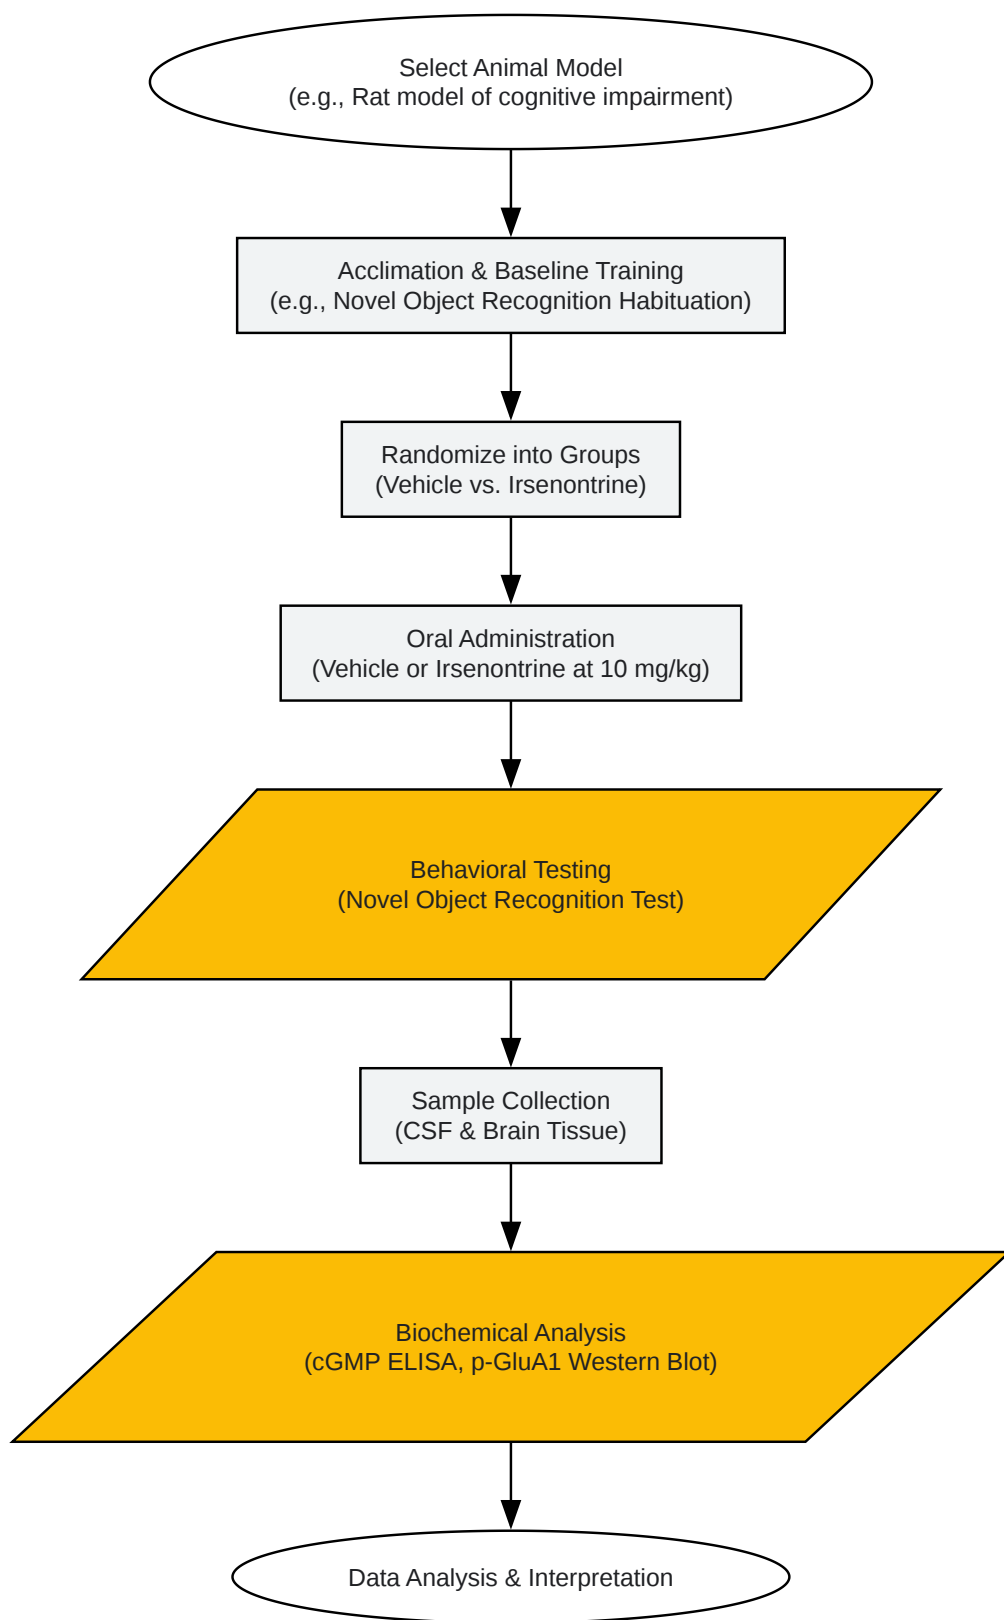 Select Animal Model
(e.g., Rat model of cognitive impairment)
Acclimation & Baseline Training
(e.g., Novel Object Recognition Habituation)
Randomize into Groups
(Vehicle vs. Irsenontrine)
Oral Administration
(Vehicle or Irsenontrine at 10 mg/kg)
Behavioral Testing
(Novel Object Recognition Test)
Sample Collection
(CSF & Brain Tissue)
Biochemical Analysis
(cGMP ELISA, p-GluA1 Western Blot)
Data Analysis & Interpretation